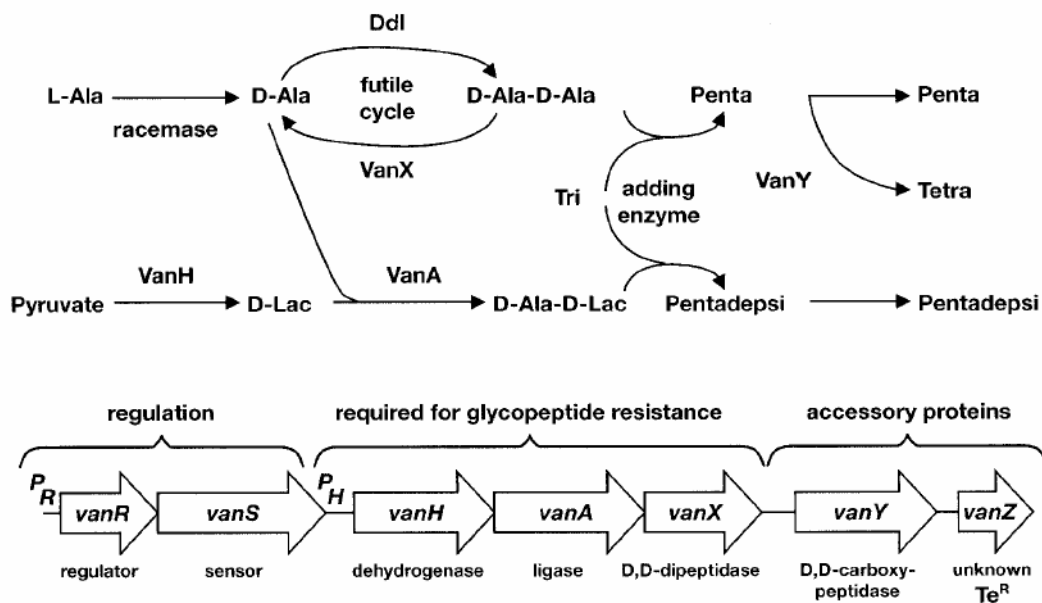 Ddl
L-Ala
racemase
D-Ala
futile
cycle
D-Ala-D-Ala
VanX
Penta
VanY
Penta
Tetra
Tri
adding
enzyme
Pyruvate
VanH
D-Lac
VanA
D-Ala-D-Lac
Pentadepsi
Pentadepsi
regulation
required for glycopeptide resistance
accessory proteins
PR
PH
vanR
vanS
vanH
vanA
vanX
vanY
vanZ
regulator
sensor
dehydrogenase
ligase
D,D-dipeptidase
D,D-carboxy-
peptidase
unknown
TeR